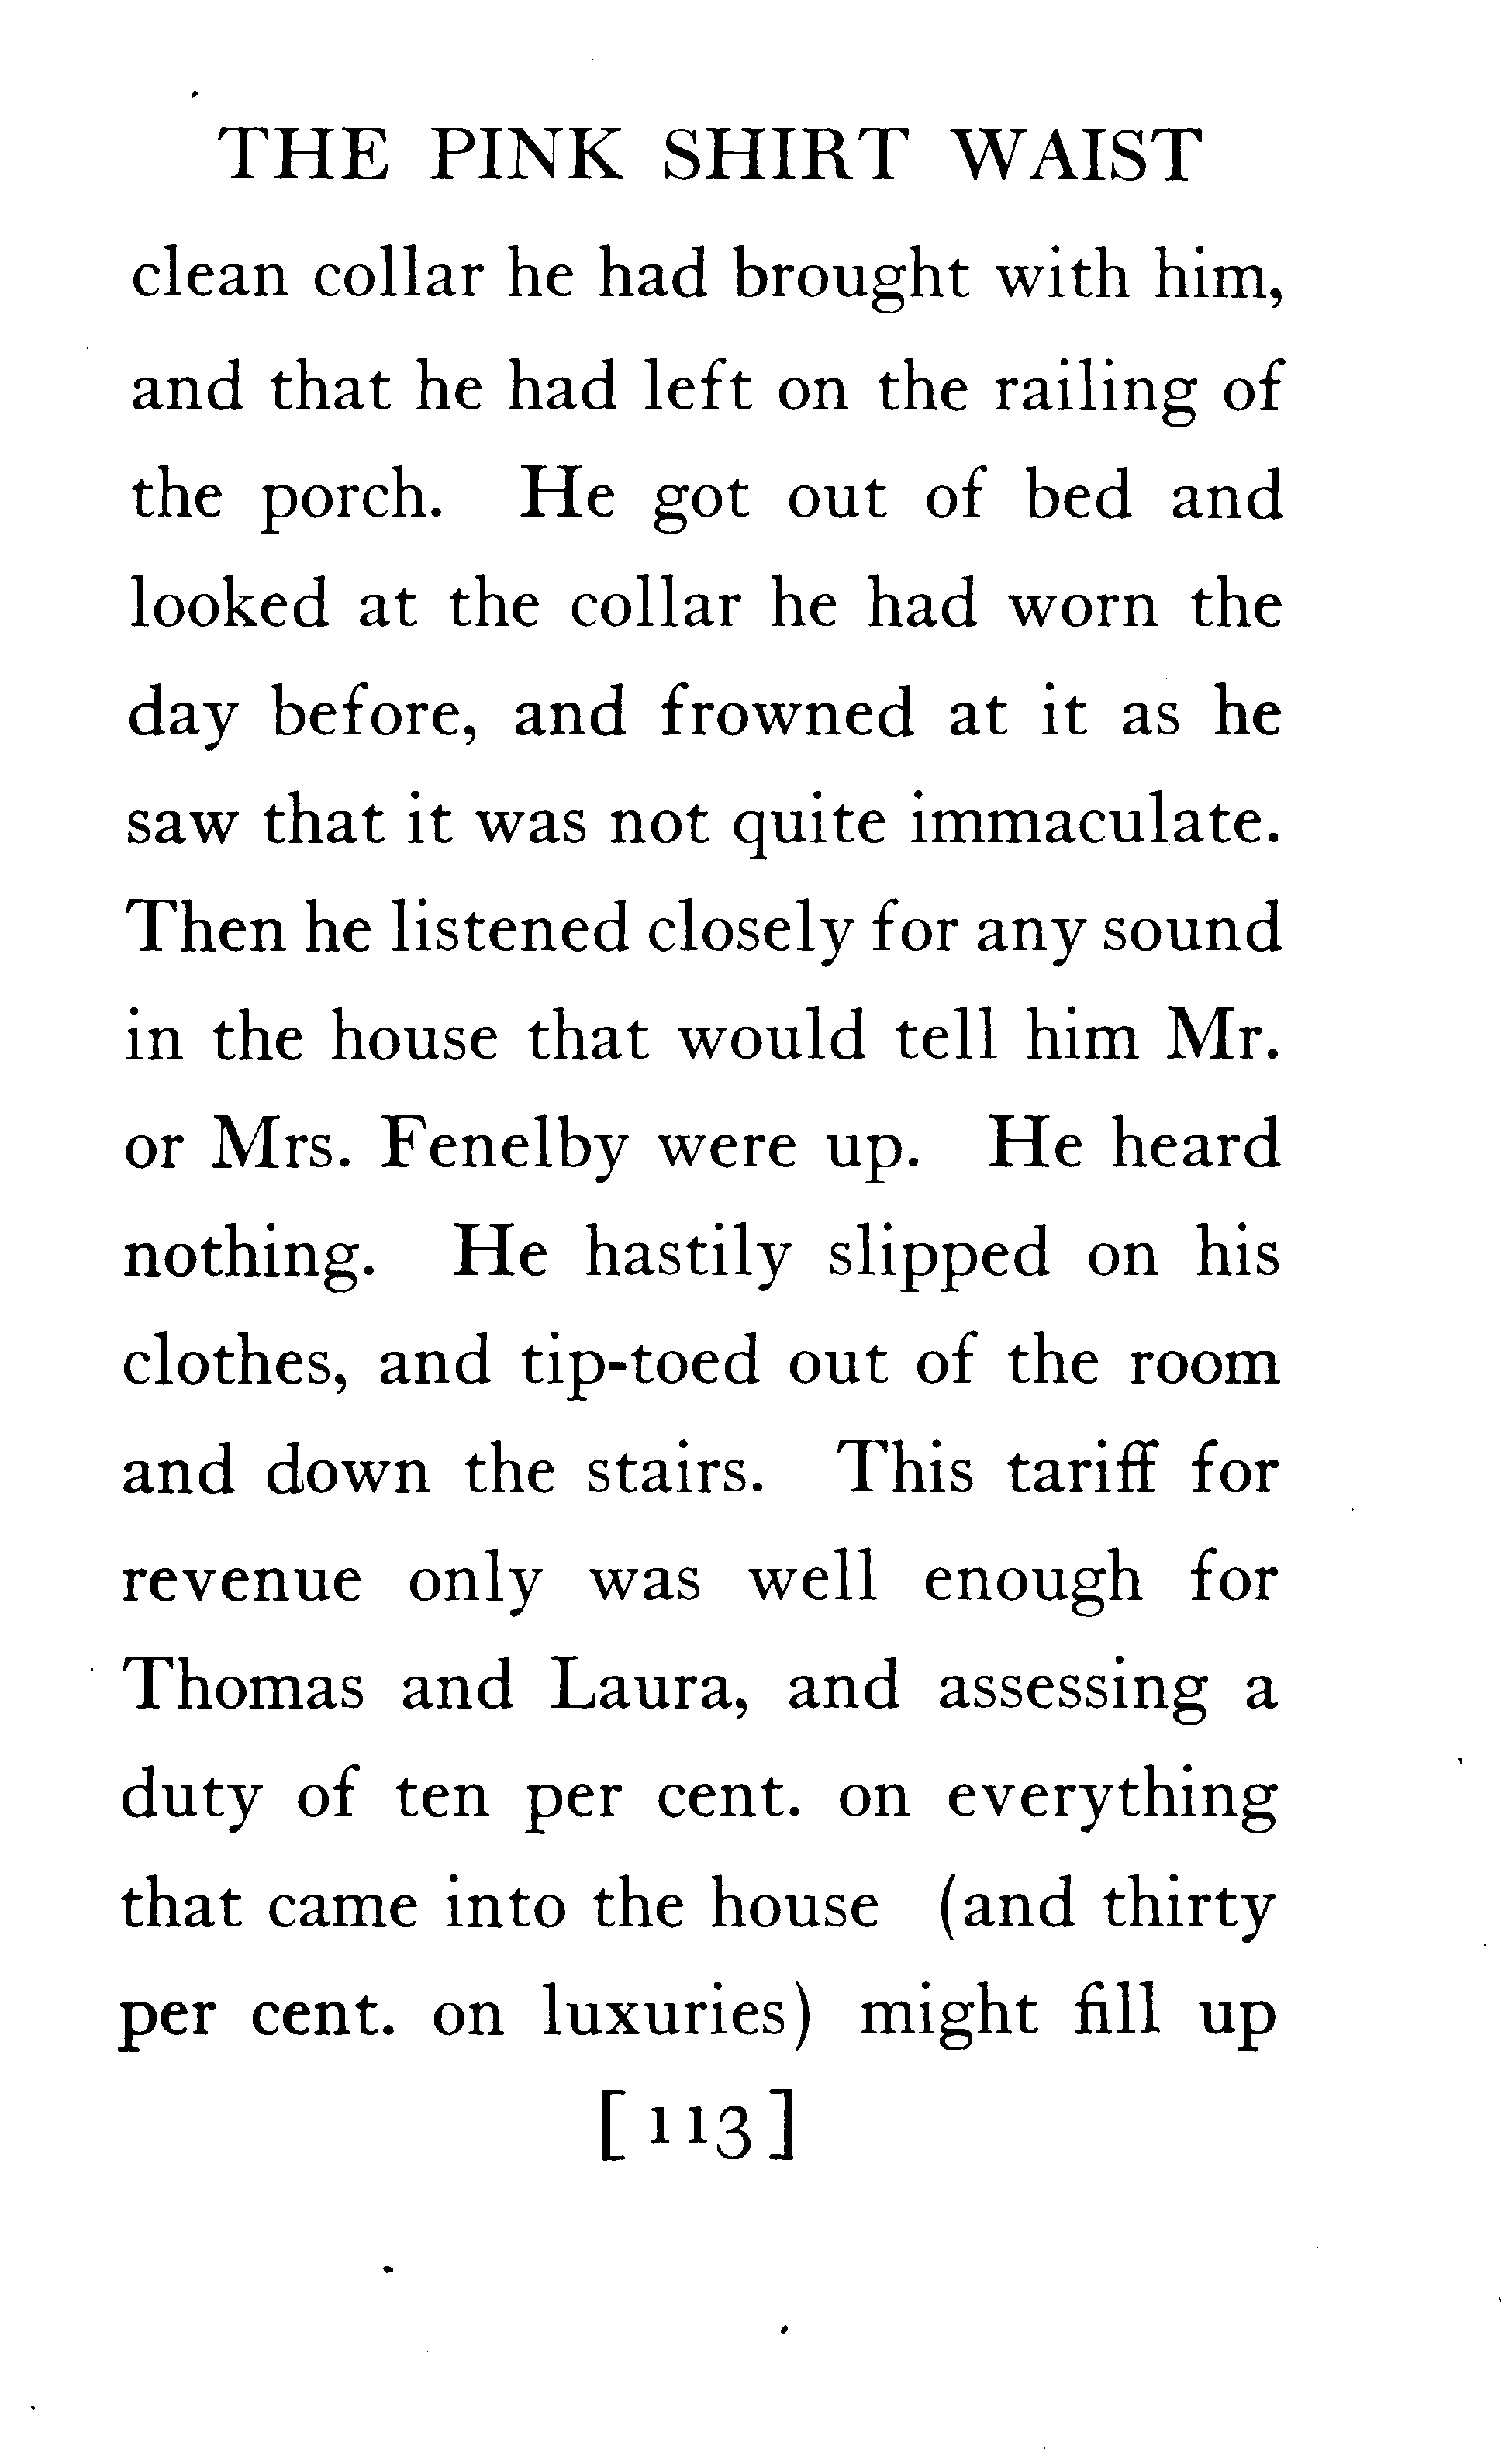 THE PINK SHIRT WAIST
clean collar he had brought with him,
and that he had left on the railing of
the porch. He got out of bed and
looked at the collar he had worn the
day before, and frowned at it as he
saw that it was not quite immaculate.
Then he listened closely for any sound
in the house that would tell him Mr.
or Mrs. Fenelby were up. He heard
nothing. He hastily slipped on his
clothes, and tip-toed out of the room
and down the stairs. This tariff for
revenue only was well enough for
Thomas and Laura, and assessing a
duty of ten per cent. on everything
that came into the house (and thirty
per cent. on luxuries) might fill up
[113]